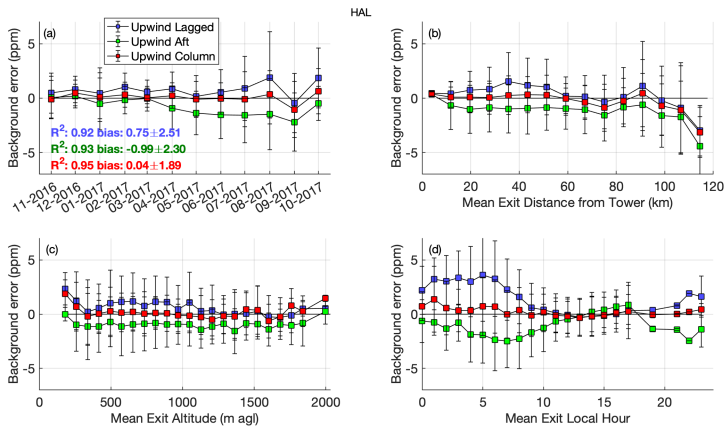 HAL
(a)
Upwind Lagged
Upwind Aft
Upwind Column
Background error (ppm)
5
0
-5
R2: 0.92 bias: 0.75±2.51
R2: 0.93 bias: -0.99±2.30
R2: 0.95 bias: 0.04±1.89
11-2016
12-2016
01-2017
02-2017
03-2017
04-2017
05-2017
06-2017
07-2017
08-2017
09-2017
10-2017
(b)
Background error (ppm)
5
0
-5
0 20 40 60 80 100 120
Mean Exit Distance from Tower (km)
(c)
Background error (ppm)
5
0
-5
0 500 1000 1500 2000
Mean Exit Altitude (m agl)
(d)
Background error (ppm)
5
0
-5
0 5 10 15 20
Mean Exit Local Hour